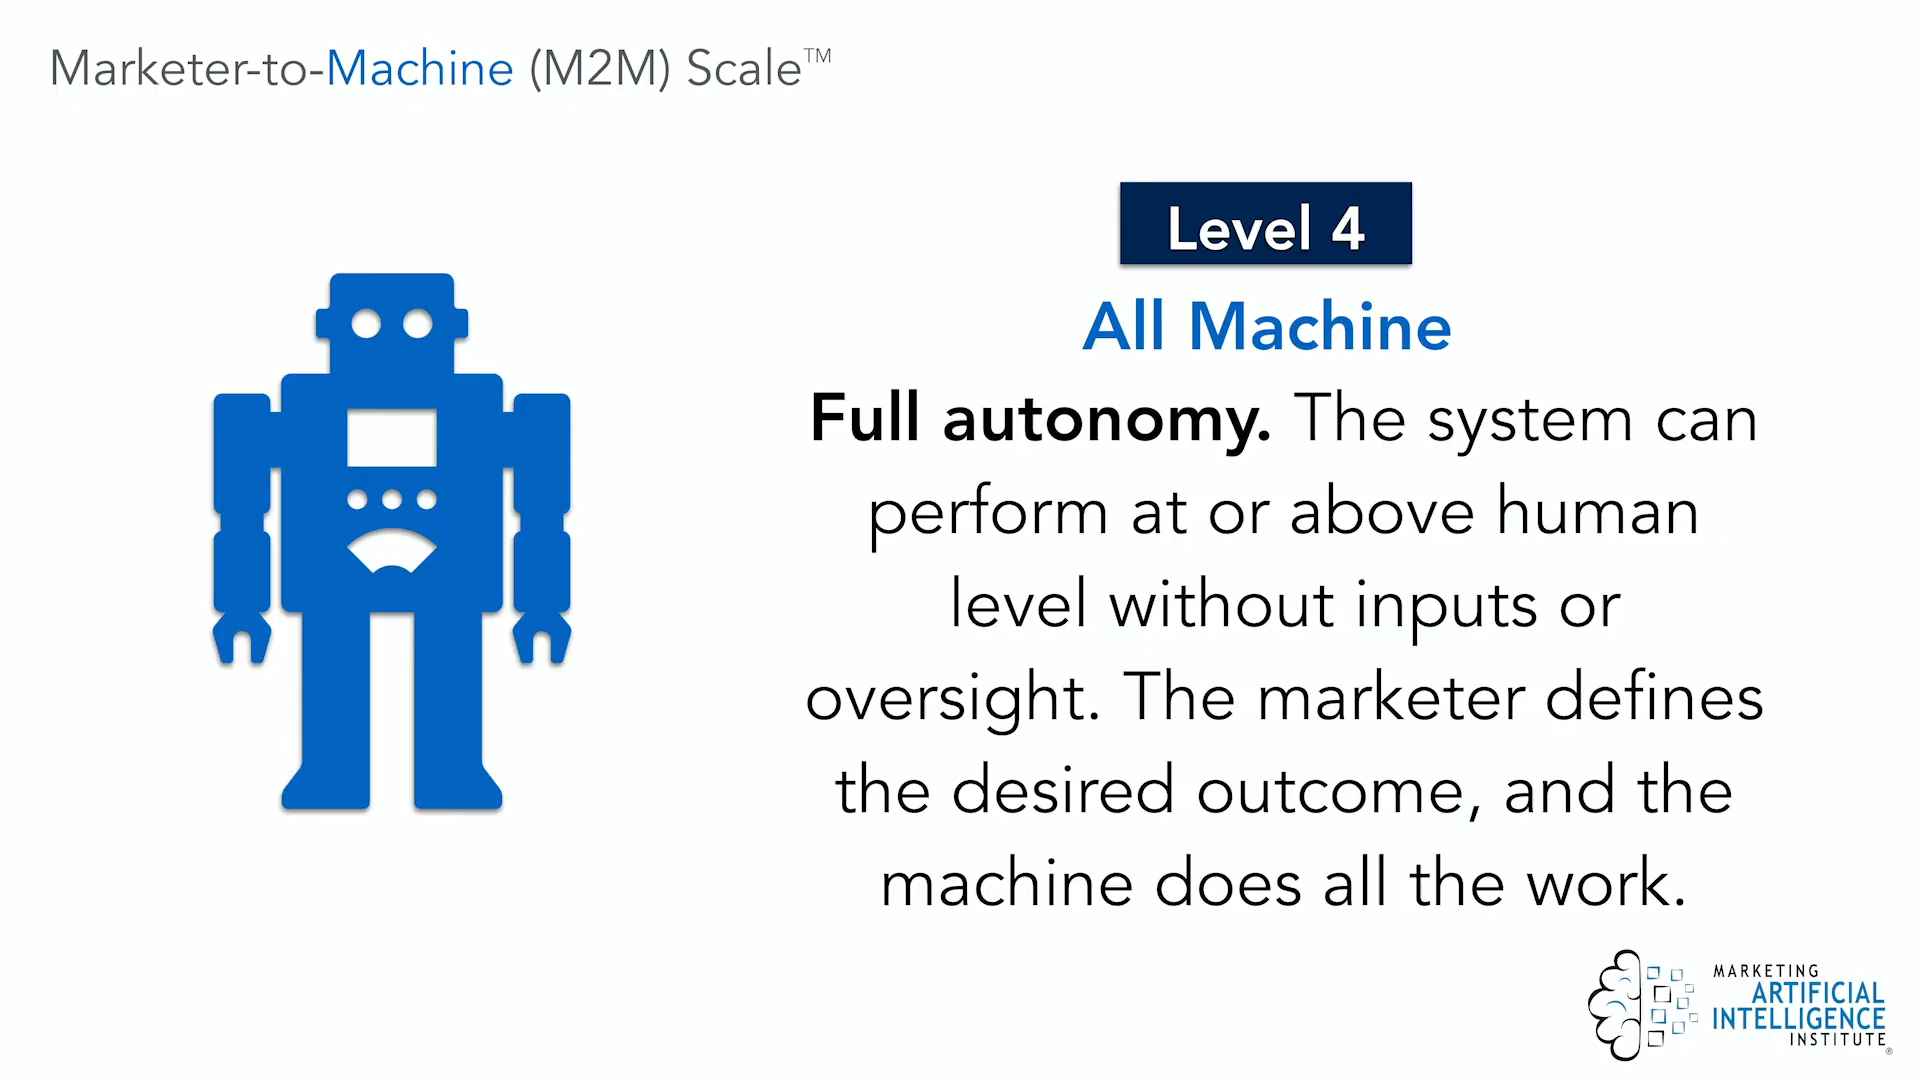 Marketer-to-Machine (M2M) Scale™
Level 4
All Machine
Full autonomy. The system can
perform at or above human
level without inputs or
oversight. The marketer defines
the desired outcome, and the
machine does all the work.
MARKETING
ARTIFICIAL
INTELLIGENCE
INSTITUTE®